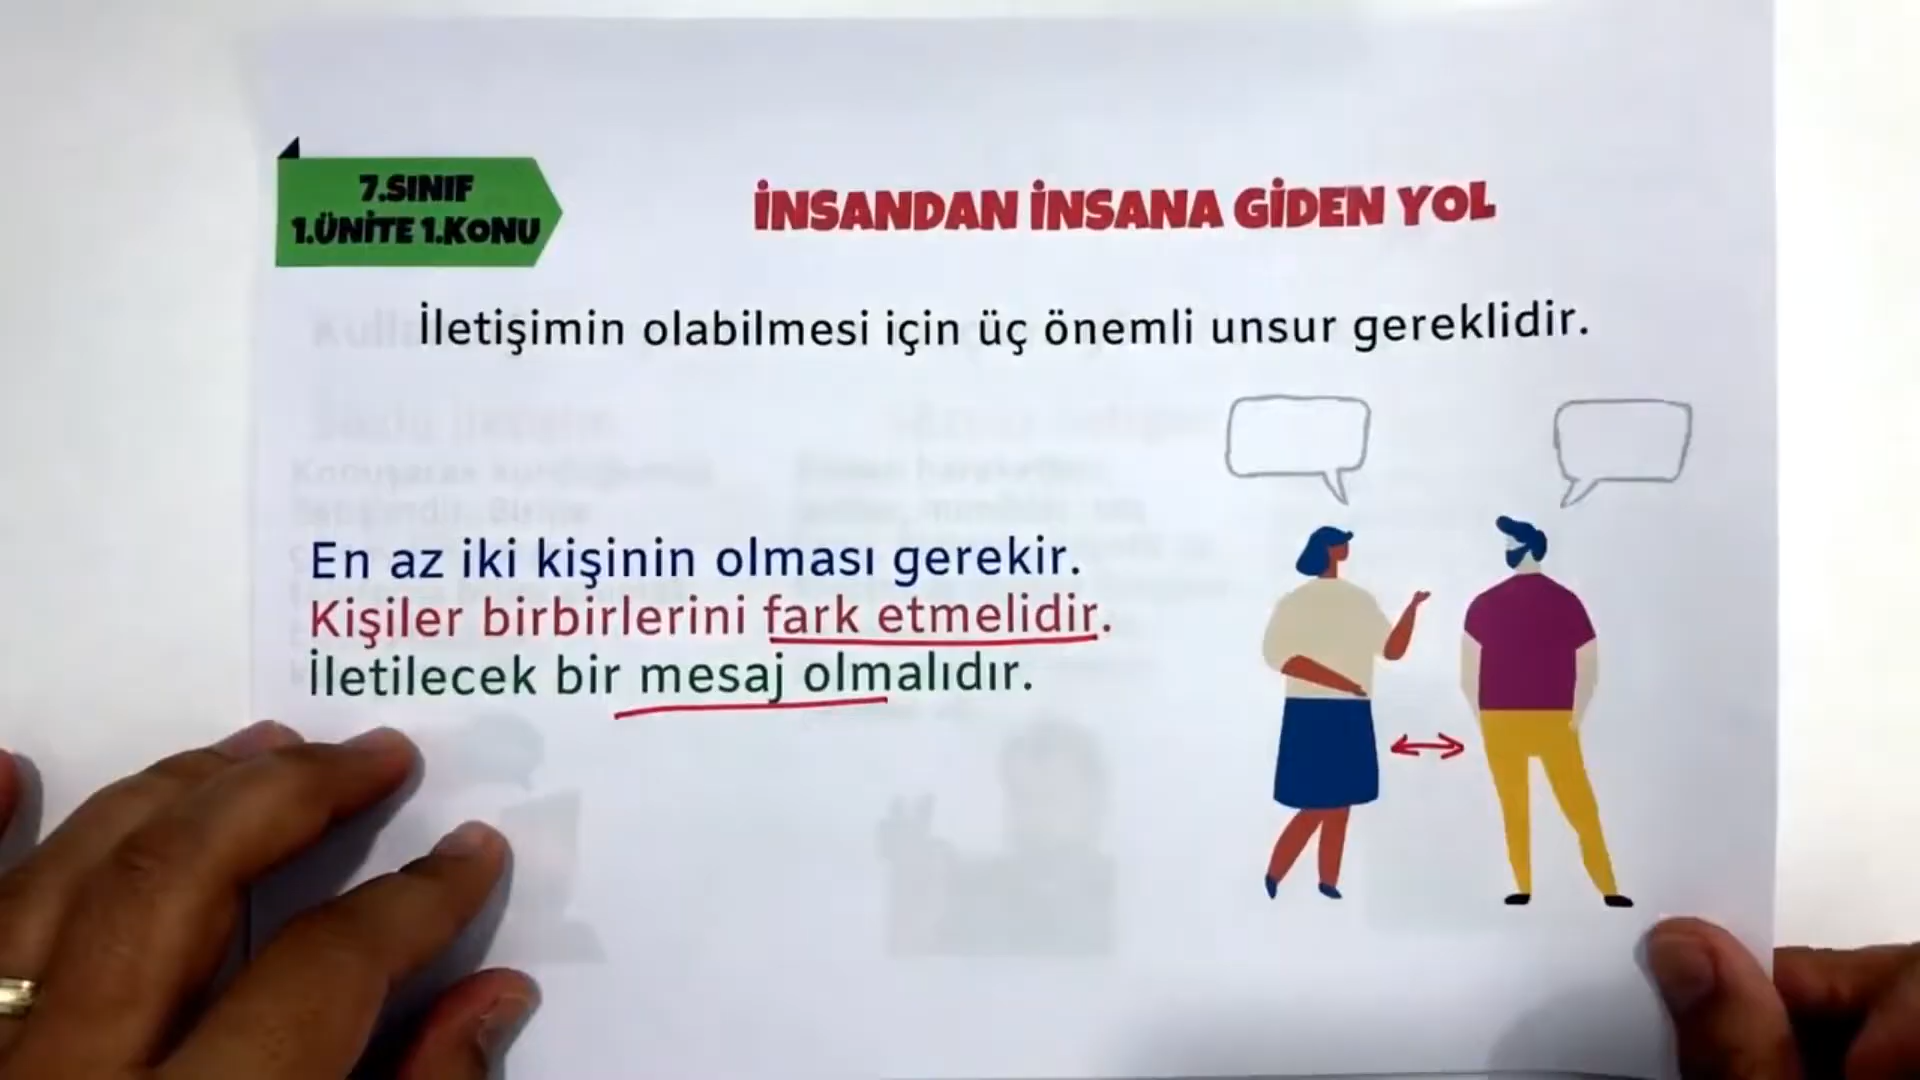 7.SINIF
1.ÜNİTE 1.KONU
İNSANDAN İNSANA GİDEN YOL
İletişimin olabilmesi için üç önemli unsur gereklidir.
En az iki kişinin olması gerekir.
Kişiler birbirlerini fark etmelidir.
İletilecek bir mesaj olmalıdır.